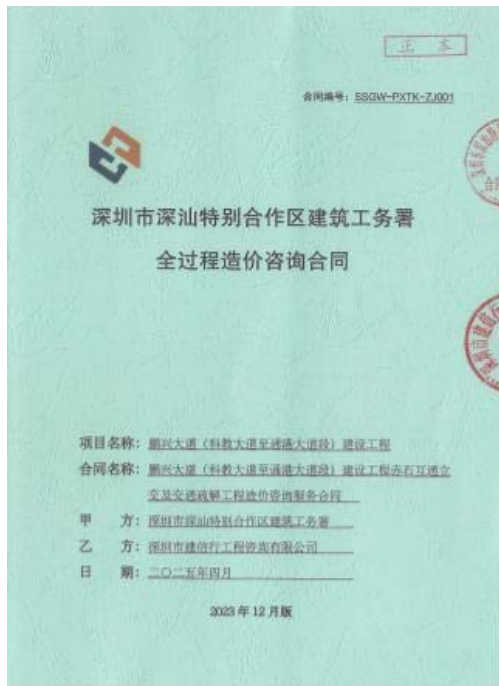 正本
合同编号：SSGW-PXTK-ZJ001
深圳市深汕特别合作区建筑工务署
全过程造价咨询合同
项目名称：鹏兴大道（科教大道至通港大道段）建设工程
合同名称：鹏兴大道（科教大道至通港大道段）建设工程赤石互通立
交及交通疏解工程造价咨询服务合同
甲 方：深圳市深汕特别合作区建筑工务署
乙 方：深圳市建信行工程咨询有限公司
日 期：二〇二五年四月
2023年12月版